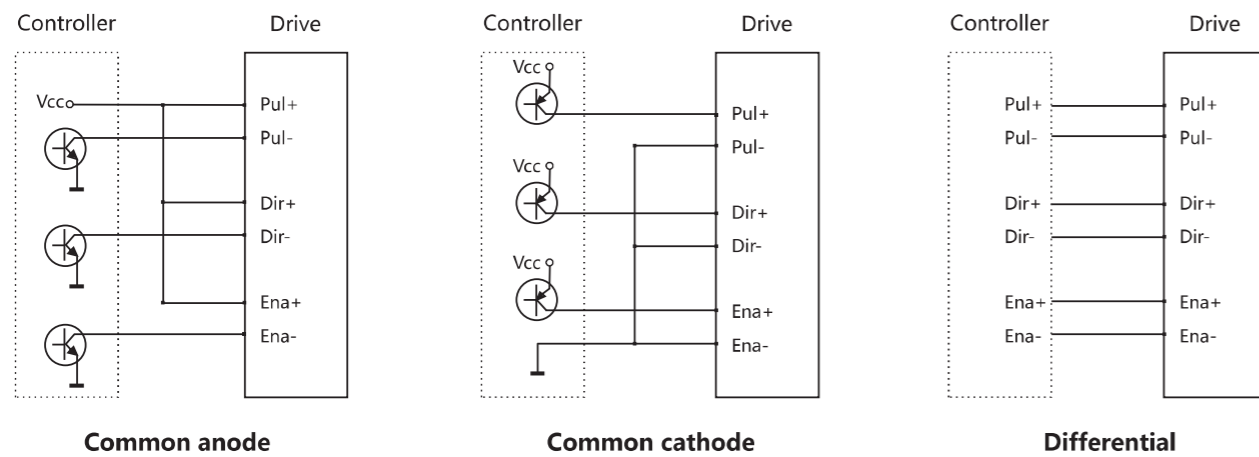 Controller Drive
Vcc Pul+
Pul-
Dir+
Dir-
Ena+
Ena-
Common anode
Controller Drive
Vcc
Pul+
Pul-
Vcc
Dir+
Dir-
Vcc
Ena+
Ena-
Common cathode
Controller Drive
Pul+ Pul+
Pul- Pul-
Dir+ Dir+
Dir- Dir-
Ena+ Ena+
Ena- Ena-
Differential